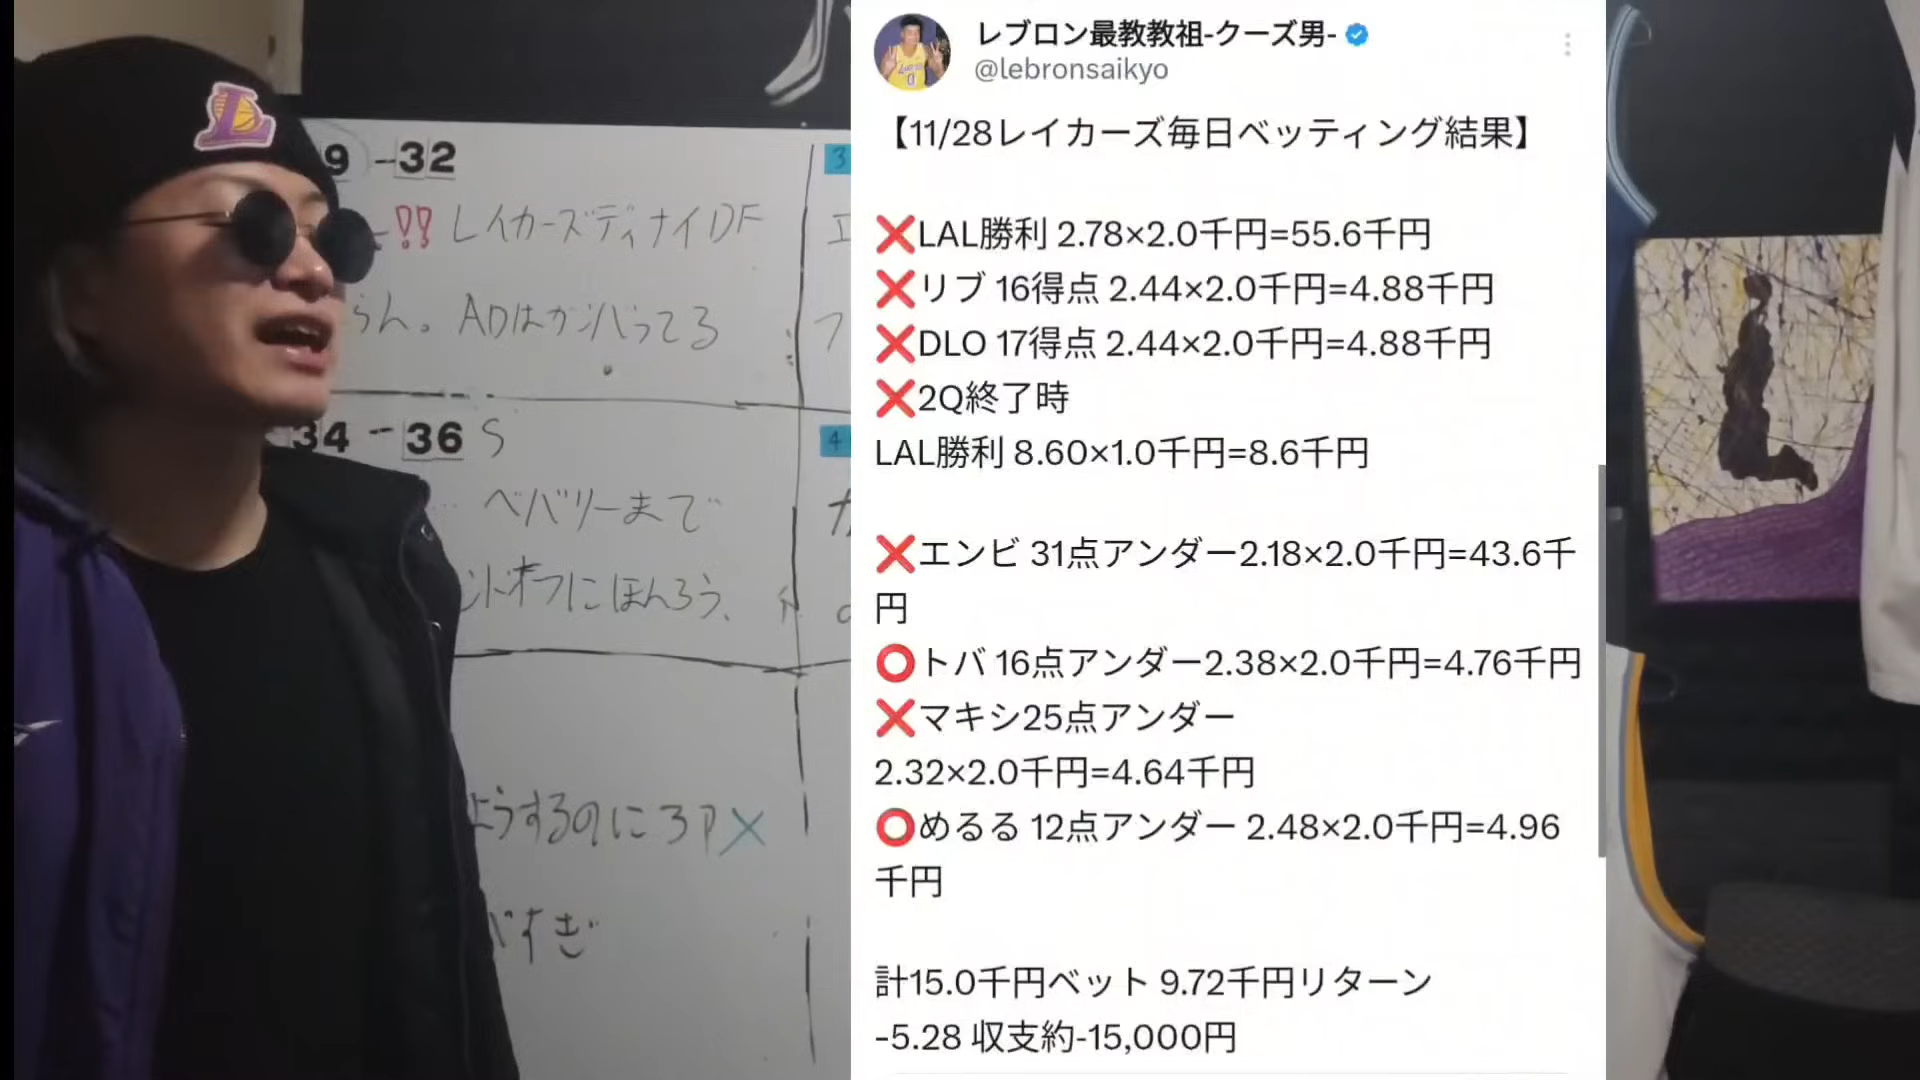 レブロン最教教祖-クーズ男-
@lebronsaikyo
【11/28レイカーズ毎日ベッティング結果】
❌LAL勝利 2.78×2.0千円=55.6千円
❌リブ 16得点 2.44×2.0千円=4.88千円
❌DLO 17得点 2.44×2.0千円=4.88千円
❌2Q終了時
LAL勝利 8.60×1.0千円=8.6千円
❌エンビ 31点アンダー2.18×2.0千円=43.6千
円
⭕トバ 16点アンダー2.38×2.0千円=4.76千円
❌マキシ25点アンダー
2.32×2.0千円=4.64千円
⭕めるる 12点アンダー 2.48×2.0千円=4.96
千円
計15.0千円ベット 9.72千円リターン
-5.28 収支約-15,000円
L
9 -32
!! レイカーズディナイDF
らん。ADはガンバってる
34 - 36 S
ベバリーまで
ントオフにほんろう、
ようするのに3P×
すぎ
3
4